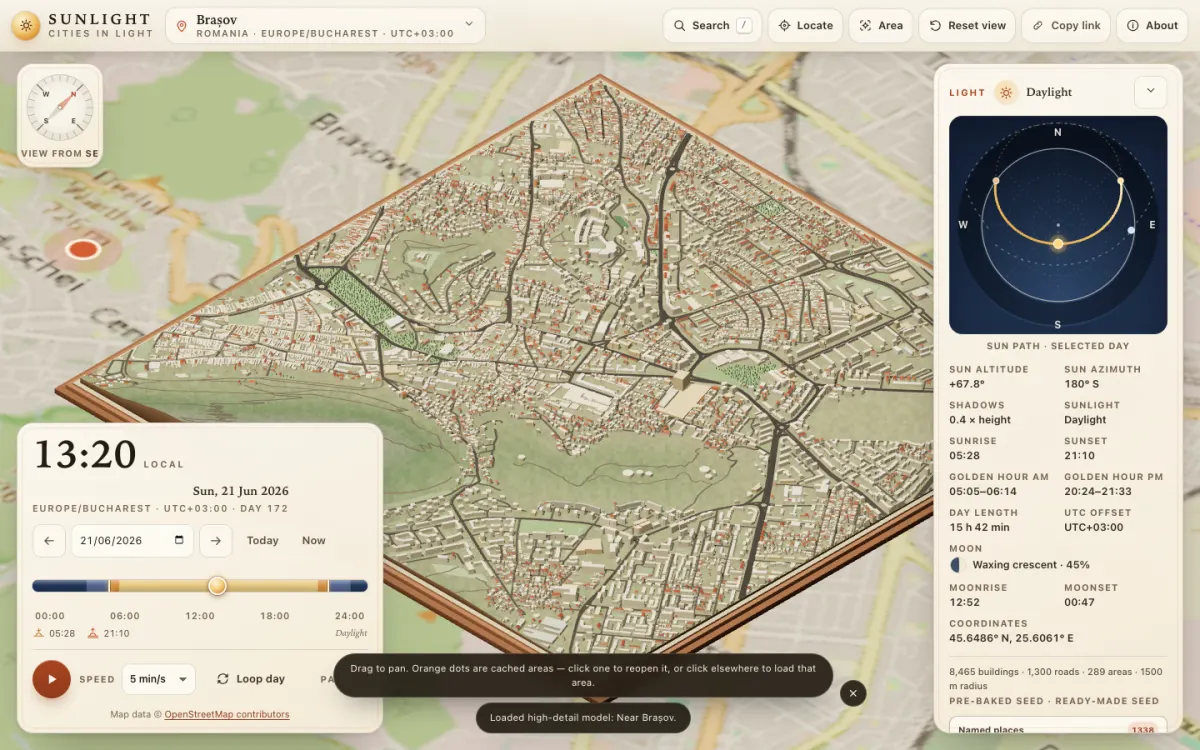 SUNLIGHT
CITIES IN LIGHT
Brașov
ROMANIA · EUROPE/BUCHAREST · UTC+03:00
Search /
Locate
Area
Reset view
Copy link
About
N
W
E
S
VIEW FROM SE
Brașov
Cen
LIGHT
Daylight
N
W
E
S
SUN PATH · SELECTED DAY
SUN ALTITUDE
+67.8°
SUN AZIMUTH
180° S
SHADOWS
0.4 × height
SUNLIGHT
Daylight
SUNRISE
05:28
SUNSET
21:10
GOLDEN HOUR AM
05:05–06:14
GOLDEN HOUR PM
20:24–21:33
DAY LENGTH
15 h 42 min
UTC OFFSET
UTC+03:00
MOON
Waxing crescent · 45%
MOONRISE
12:52
MOONSET
00:47
COORDINATES
45.6486° N, 25.6061° E
8,465 buildings · 1,300 roads · 289 areas · 1500
m radius
PRE-BAKED SEED · READY-MADE SEED
Named places 1338
13:20 LOCAL
Sun, 21 Jun 2026
EUROPE/BUCHAREST · UTC+03:00 · DAY 172
21/06/2026
Today
Now
00:00 06:00 12:00 18:00 24:00
05:28 21:10 Daylight
SPEED 5 min/s Loop day PA
Map data © OpenStreetMap contributors
Drag to pan. Orange dots are cached areas — click one to reopen it, or click elsewhere to load that
area.
Loaded high-detail model: Near Brașov.